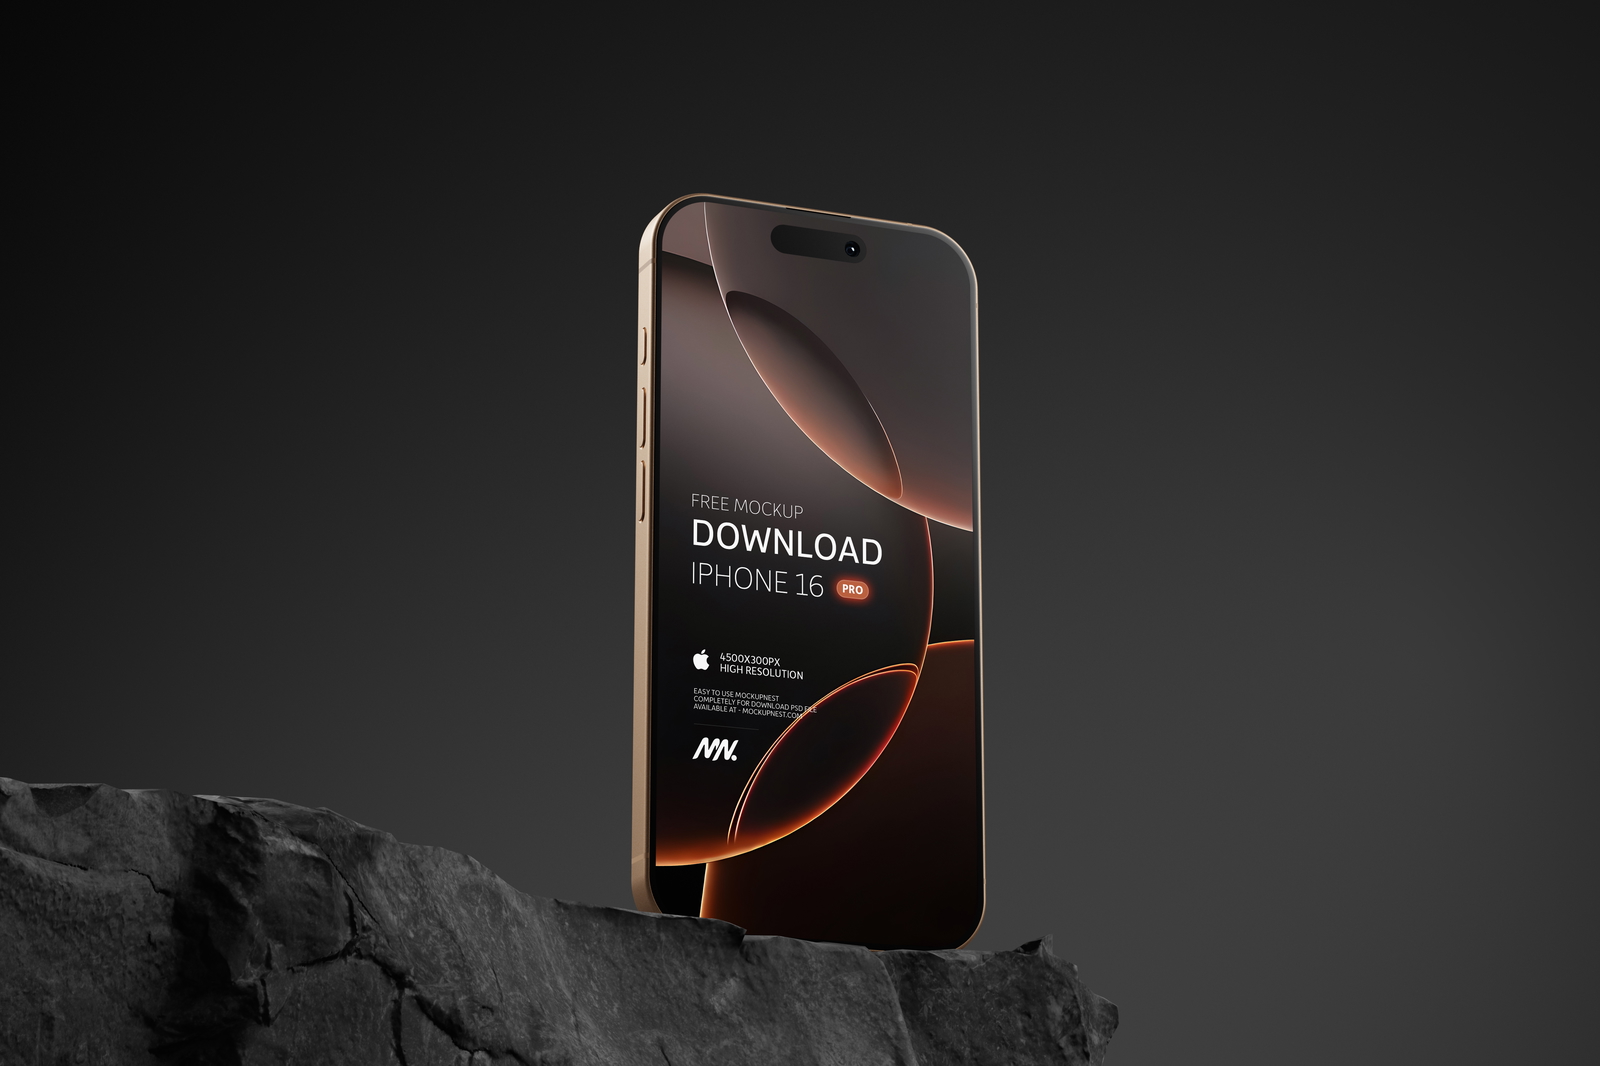 FREE MOCKUP
DOWNLOAD
IPHONE 16 PRO
4500X300PX
HIGH RESOLUTION
EASY TO USE MOCKUPNEST
COMPLETELY FOR DOWNLOAD PSD FILE
AVAILABLE AT - MOCKUPNEST.COM
MN.